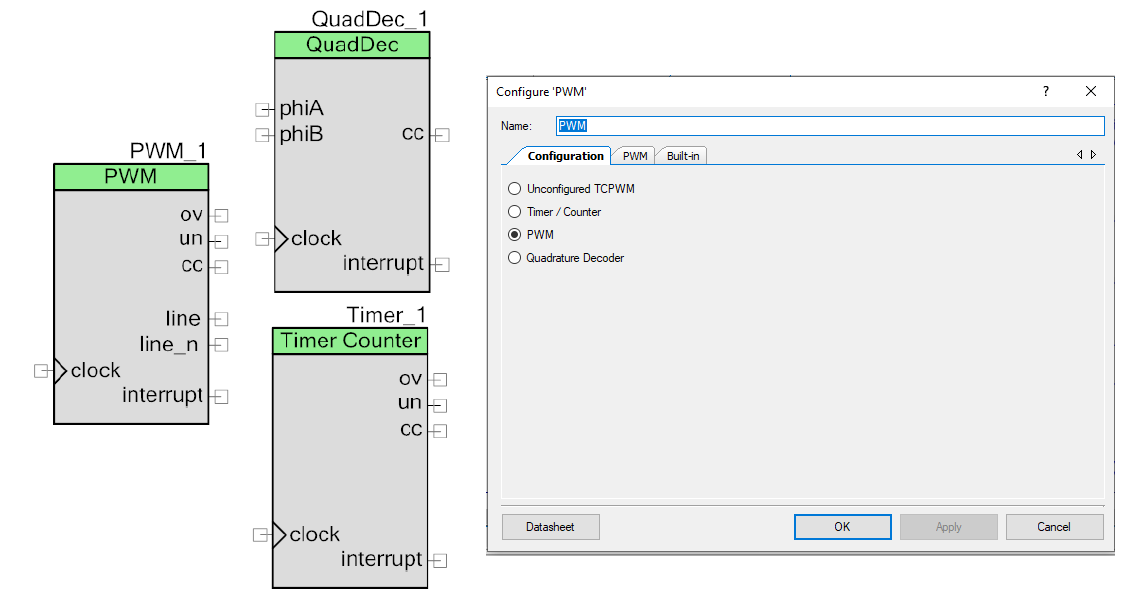 QuadDec_1
QuadDec
phiA
phiB
cc
clock
interrupt
PWM_1
PWM
ov
un
cc
line
line_n
clock
interrupt
Timer_1
Timer Counter
ov
un
cc
clock
interrupt
Configure 'PWM'
? 
Name: PWM
Configuration PWM Built-in
Unconfigured TCPWM
Timer / Counter
PWM
Quadrature Decoder
Datasheet OK Apply Cancel